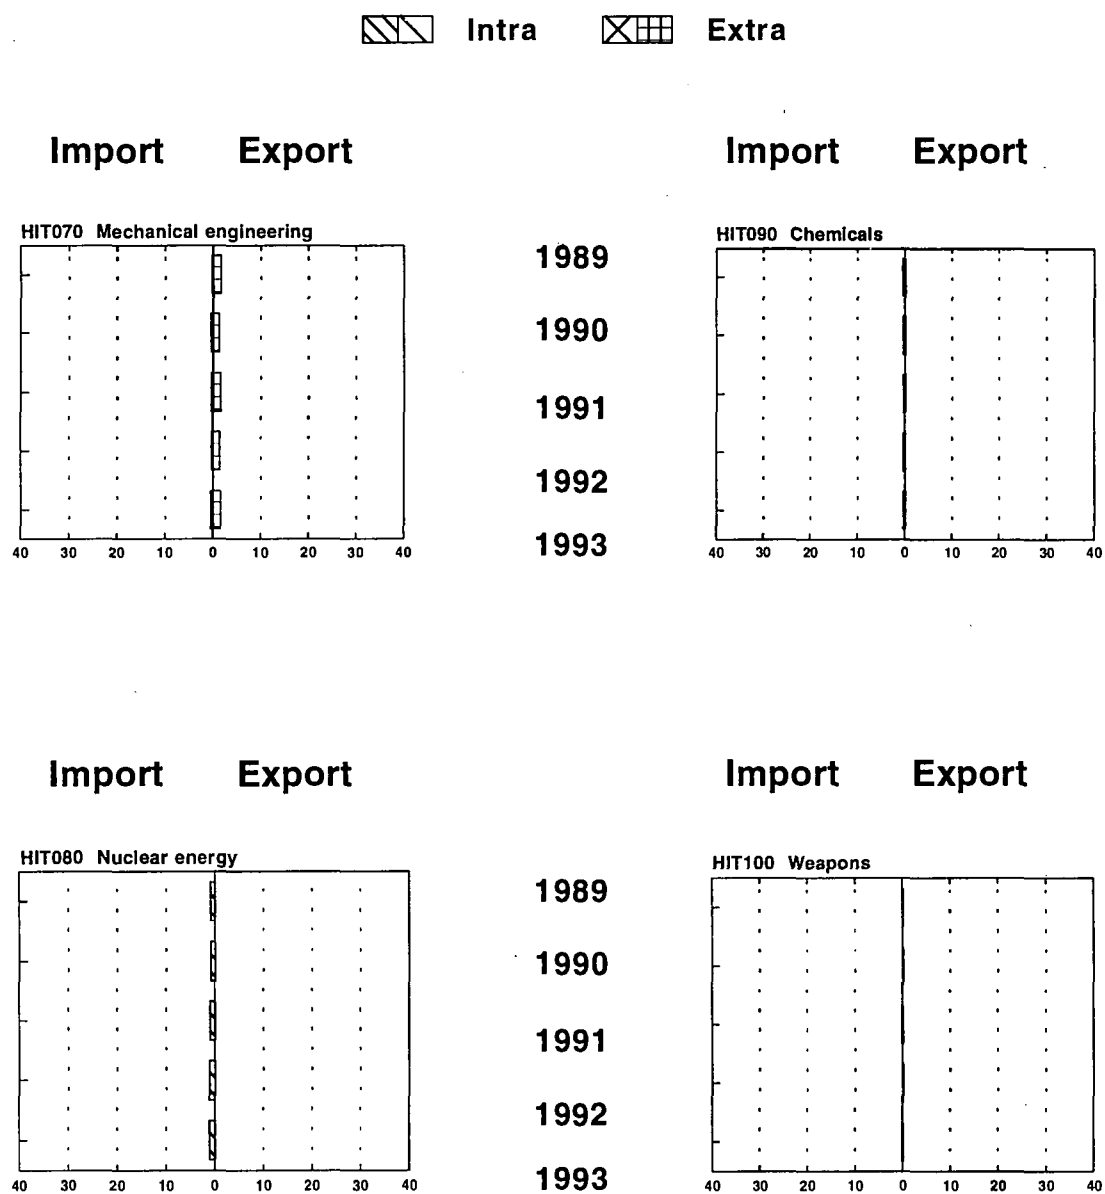 Intra Extra
Import Export Import Export
HIT070 Mechanical engineering
HIT090 Chemicals
1989
1990
1991
1992
1993
40 30 20 10 0 10 20 30 40
40 30 20 10 0 10 20 30 40
Import Export Import Export
HIT080 Nuclear energy
HIT100 Weapons
1989
1990
1991
1992
1993
40 30 20 10 0 10 20 30 40
40 30 20 10 0 10 20 30 40